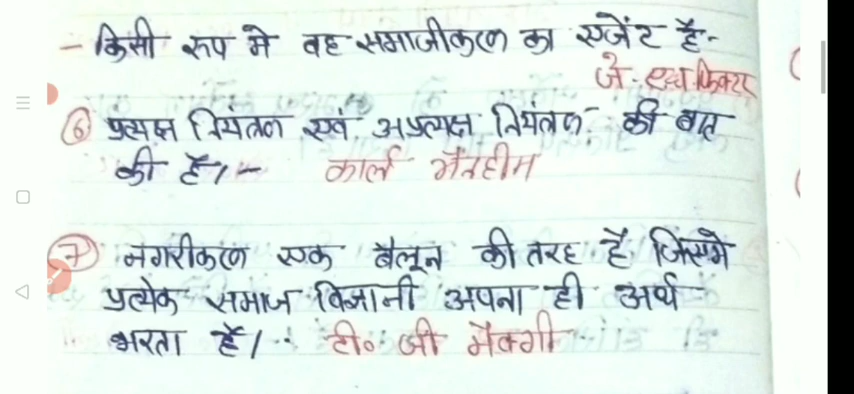 – किसी रूप मे वह समाजीकरण का एजेंट है–
जे. एच फिक्टर
⑥ प्रत्यक्ष नियंत्रण एवं अप्रत्यक्ष नियंत्रण की बात
की है। – कार्ल मैनहीम
⑦ नगरीकरण एक बैलून की तरह है जिसमे
प्रत्येक समाज विज्ञानी अपना ही अर्थ
भरता है। टी० जी मैक्गी